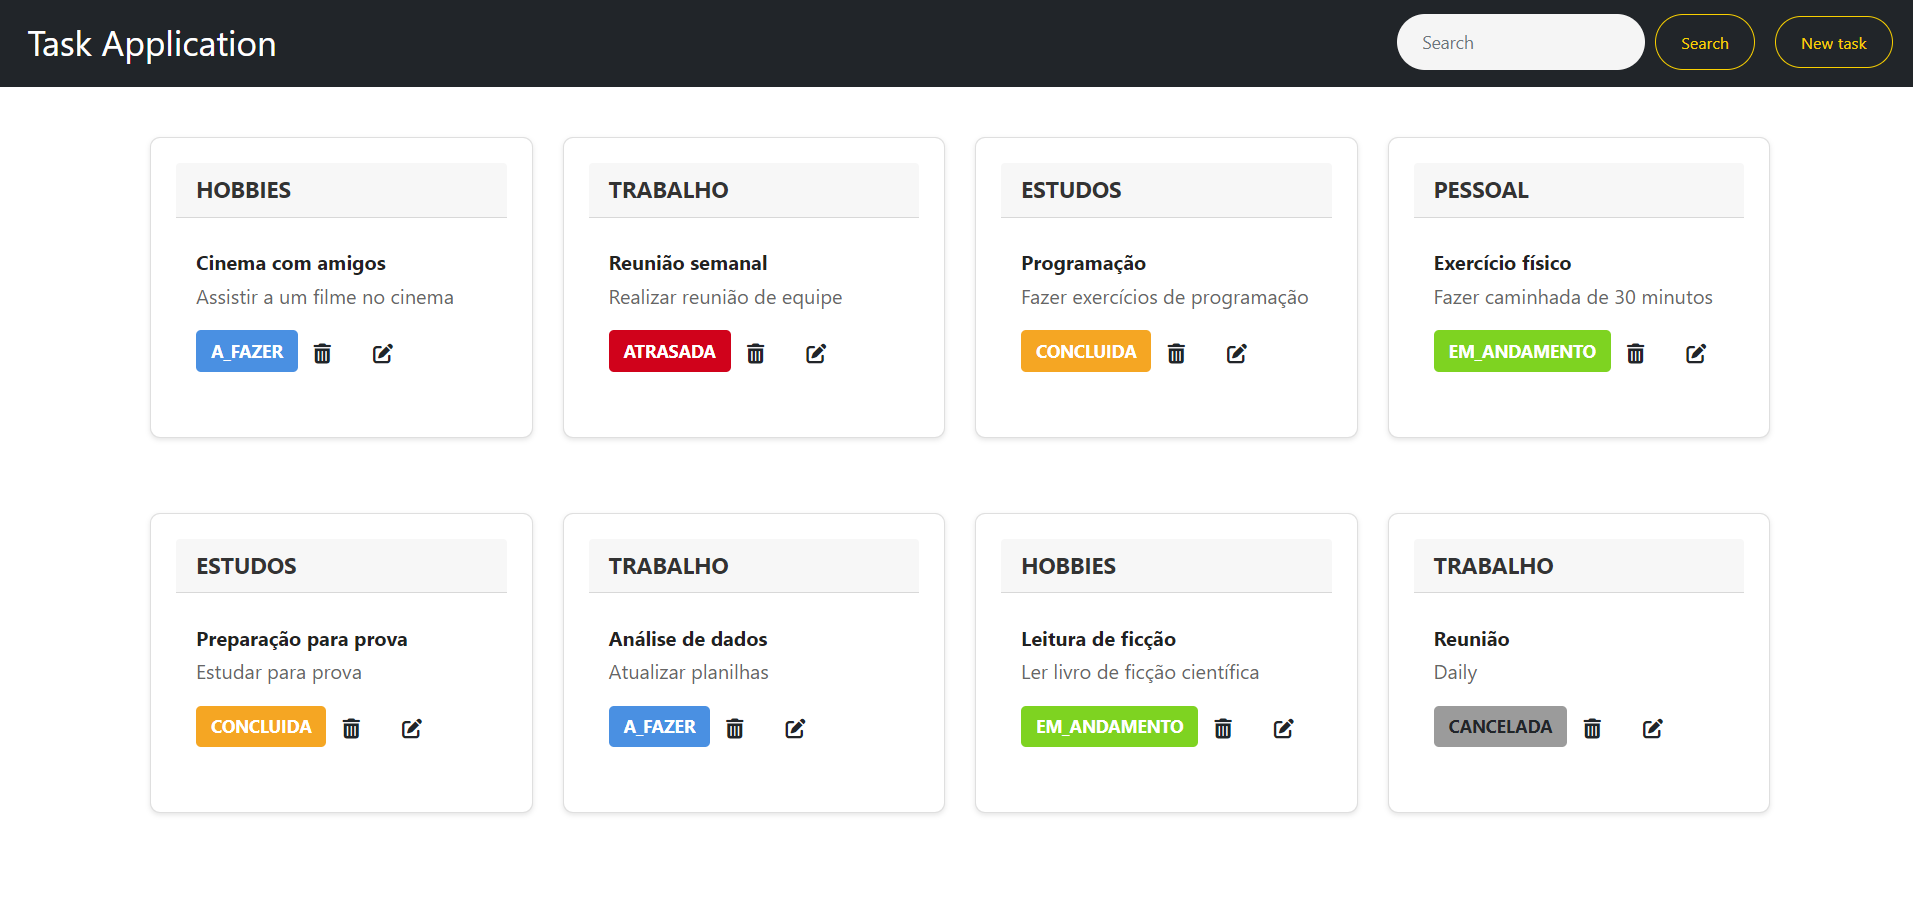 Task Application
Search
Search
New task
HOBBIES
Cinema com amigos
Assistir a um filme no cinema
A_FAZER
TRABALHO
Reunião semanal
Realizar reunião de equipe
ATRASADA
ESTUDOS
Programação
Fazer exercícios de programação
CONCLUIDA
PESSOAL
Exercício físico
Fazer caminhada de 30 minutos
EM_ANDAMENTO
ESTUDOS
Preparação para prova
Estudar para prova
CONCLUIDA
TRABALHO
Análise de dados
Atualizar planilhas
A_FAZER
HOBBIES
Leitura de ficção
Ler livro de ficção científica
EM_ANDAMENTO
TRABALHO
Reunião
Daily
CANCELADA